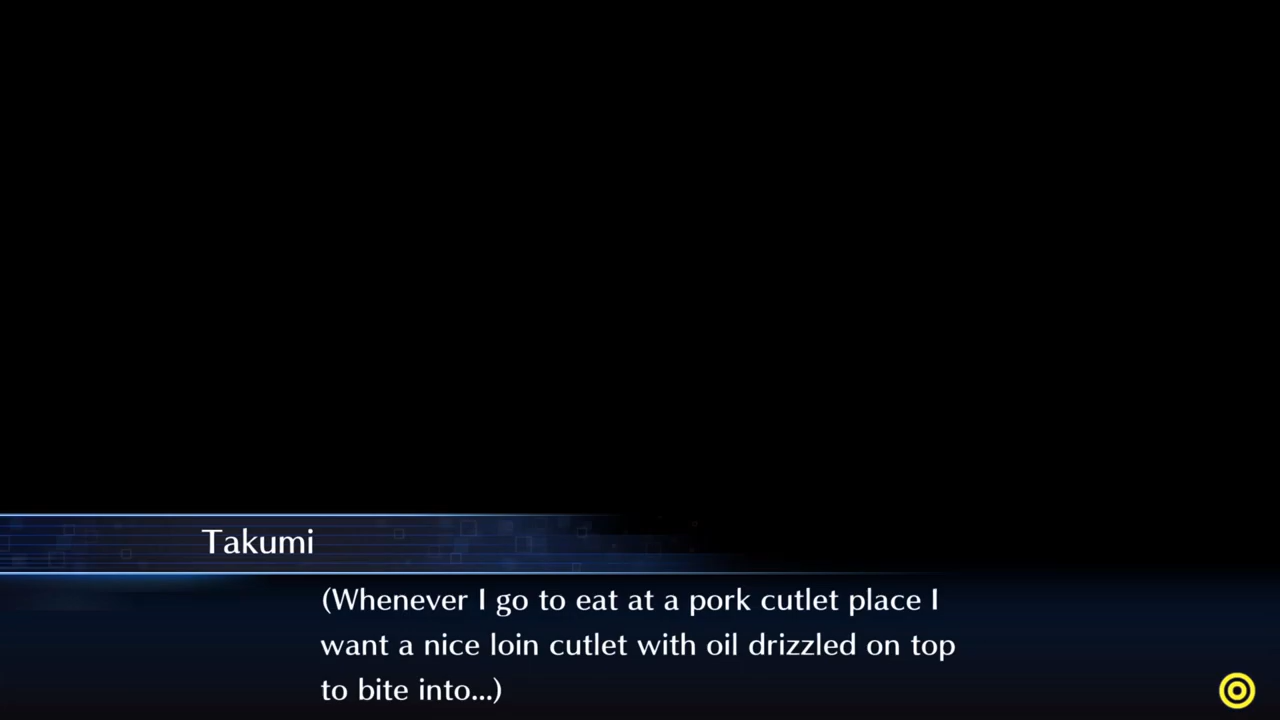 Takumi
(Whenever I go to eat at a pork cutlet place I
want a nice loin cutlet with oil drizzled on top
to bite into...)